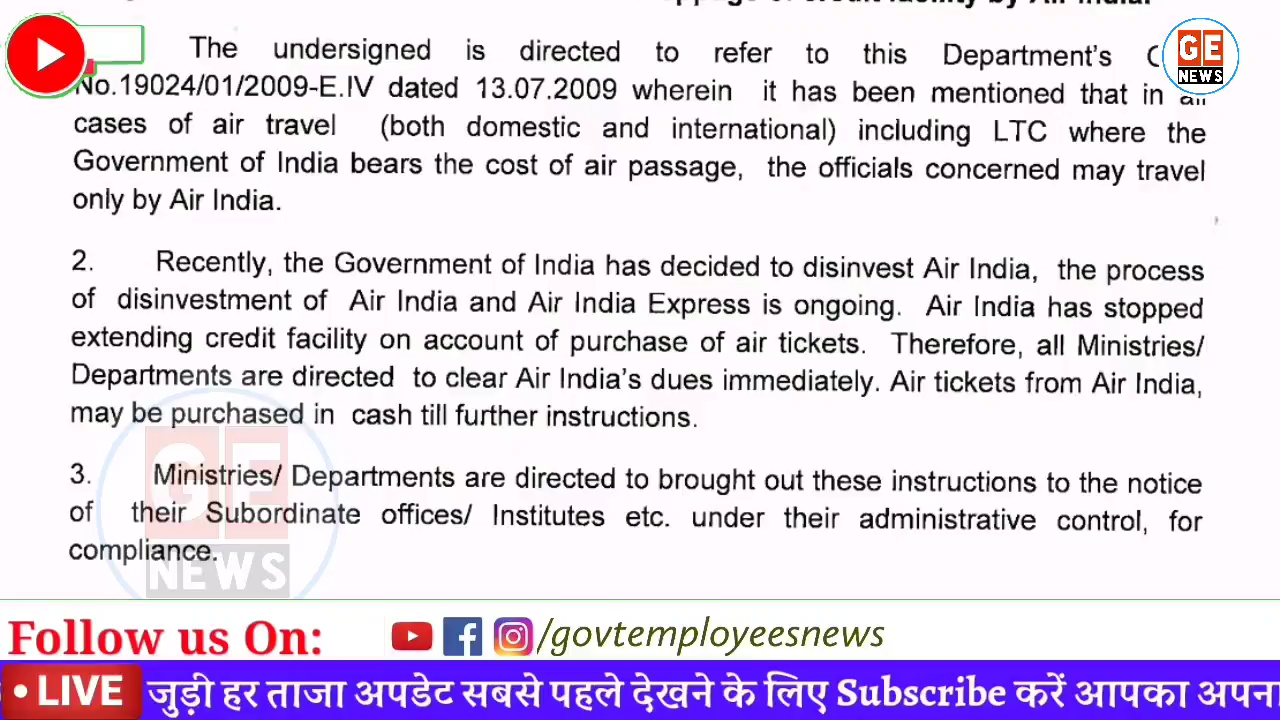 credit facility by Air India.
GE
NEWS
The undersigned is directed to refer to this Department's
No.19024/01/2009-E.IV dated 13.07.2009 wherein it has been mentioned that in all
cases of air travel (both domestic and international) including LTC where the
Government of India bears the cost of air passage, the officials concerned may travel
only by Air India.
2. Recently, the Government of India has decided to disinvest Air India, the process
of disinvestment of Air India and Air India Express is ongoing. Air India has stopped
extending credit facility on account of purchase of air tickets. Therefore, all Ministries/
Departments are directed to clear Air India's dues immediately. Air tickets from Air India,
may be purchased in cash till further instructions.
3. Ministries/ Departments are directed to brought out these instructions to the notice
of their Subordinate offices/ Institutes etc. under their administrative control, for
compliance.
GE
NEWS
Follow us On: /govtemployeesnews
• LIVE जुड़ी हर ताजा अपडेट सबसे पहले देखने के लिए Subscribe करें आपका अपना